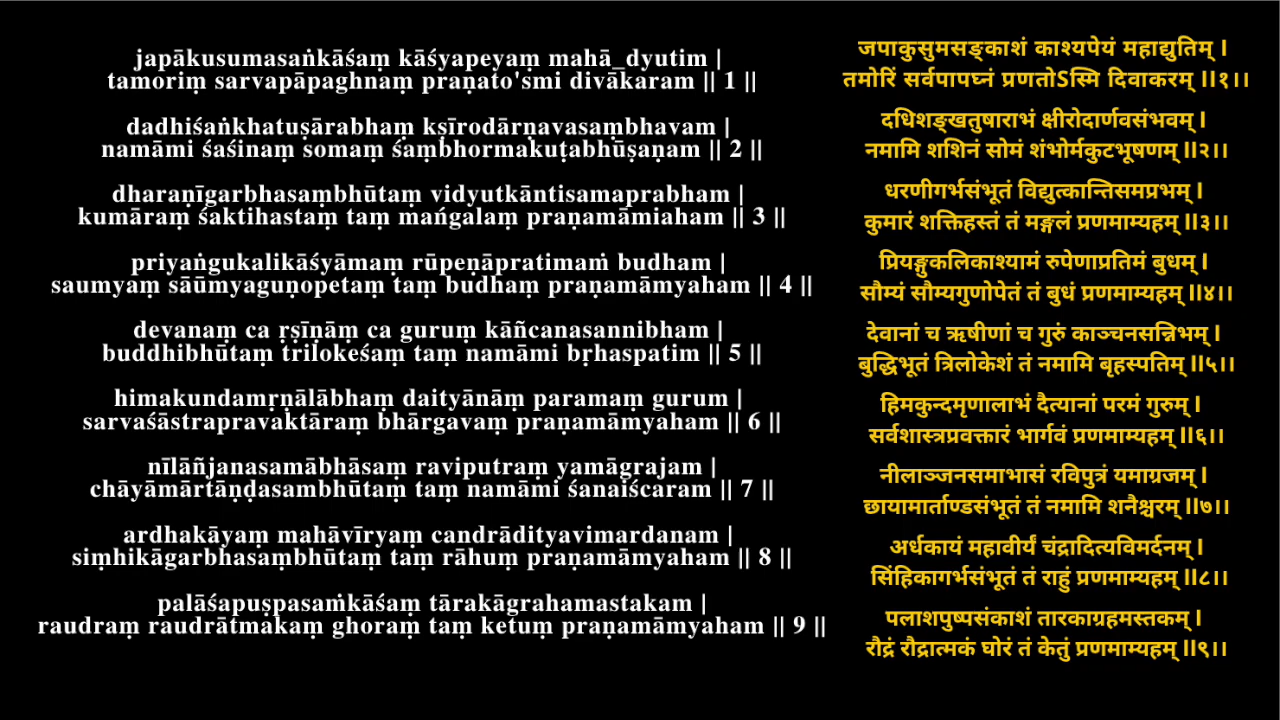 japākusumasaṅkāśaṃ kāśyapeyaṃ mahā_dyutim |
tamoriṃ sarvapāpaghnaṃ praṇato'smi divākaram || 1 ||
dadhiśaṅkhatuṣārabhaṃ kṣīrodārṇavasaṃbhavam |
namāmi śaśinaṃ somaṃ śaṃbhormakuṭabhūṣaṇam || 2 ||
dharaṇīgarbhasaṃbhūtaṃ vidyutkāntisamaprabham |
kumāraṃ śaktihastaṃ taṃ mańgalaṃ praṇamāmiaham || 3 ||
priyaṅgukalikāśyāmaṃ rūpeṇāpratimaṁ budham |
saumyaṃ sāūmyaguṇopetaṃ taṃ budhaṃ praṇamāmyaham || 4 ||
devanaṃ ca ṛṣīṇāṃ ca guruṃ kāñcanasannibham |
buddhibhūtaṃ trilokeśaṃ taṃ namāmi bṛhaspatim || 5 ||
himakundamṛṇālābhaṃ daityānāṃ paramaṃ gurum |
sarvaśāstrapravaktāraṃ bhārgavaṃ praṇamāmyaham || 6 ||
nīlāñjanasamābhāsaṃ raviputraṃ yamāgrajam |
chāyāmārtāṇḍasambhūtaṃ taṃ namāmi śanaiścaram || 7 ||
ardhakāyaṃ mahāvīryaṃ candrādityavimardanam |
siṃhikāgarbhasaṃbhūtaṃ taṃ rāhuṃ praṇamāmyaham || 8 ||
palāśapuṣpasaṁkāśaṃ tārakāgrahamastakam |
raudraṃ raudrātmakaṃ ghoraṃ taṃ ketuṃ praṇamāmyaham || 9 ||
जपाकुसुमसङ्काशं काश्यपेयं महाद्युतिम् |
तमोरिं सर्वपापघ्नं प्रणतोSस्मि दिवाकरम् ||१।।
दधिशङ्खतुषाराभं क्षीरोदार्णवसंभवम् |
नमामि शशिनं सोमं शंभोर्मकुटभूषणम् ||२।।
धरणीगर्भसंभूतं विद्युत्कान्तिसमप्रभम् |
कुमारं शक्तिहस्तं तं मङ्गलं प्रणमाम्यहम् ||३।।
प्रियङ्गुकलिकाश्यामं रुपेणाप्रतिमं बुधम् |
सौम्यं सौम्यगुणोपेतं तं बुधं प्रणमाम्यहम् ||४।।
देवानां च ऋषीणां च गुरुं काञ्चनसन्निभम् |
बुद्धिभूतं त्रिलोकेशं तं नमामि बृहस्पतिम् ||५।।
हिमकुन्दमृणालाभं दैत्यानां परमं गुरुम् |
सर्वशास्त्रप्रवक्तारं भार्गवं प्रणमाम्यहम् ||६।।
नीलाञ्जनसमाभासं रविपुत्रं यमाग्रजम् |
छायामार्ताण्डसंभूतं तं नमामि शनैश्चरम् ||७।।
अर्धकायं महावीर्यं चंद्रादित्यविमर्दनम् |
सिंहिकागर्भसंभूतं तं राहुं प्रणमाम्यहम् ||८।।
पलाशपुष्पसंकाशं तारकाग्रहमस्तकम् |
रौद्रं रौद्रात्मकं घोरं तं केतुं प्रणमाम्यहम् ||९।।